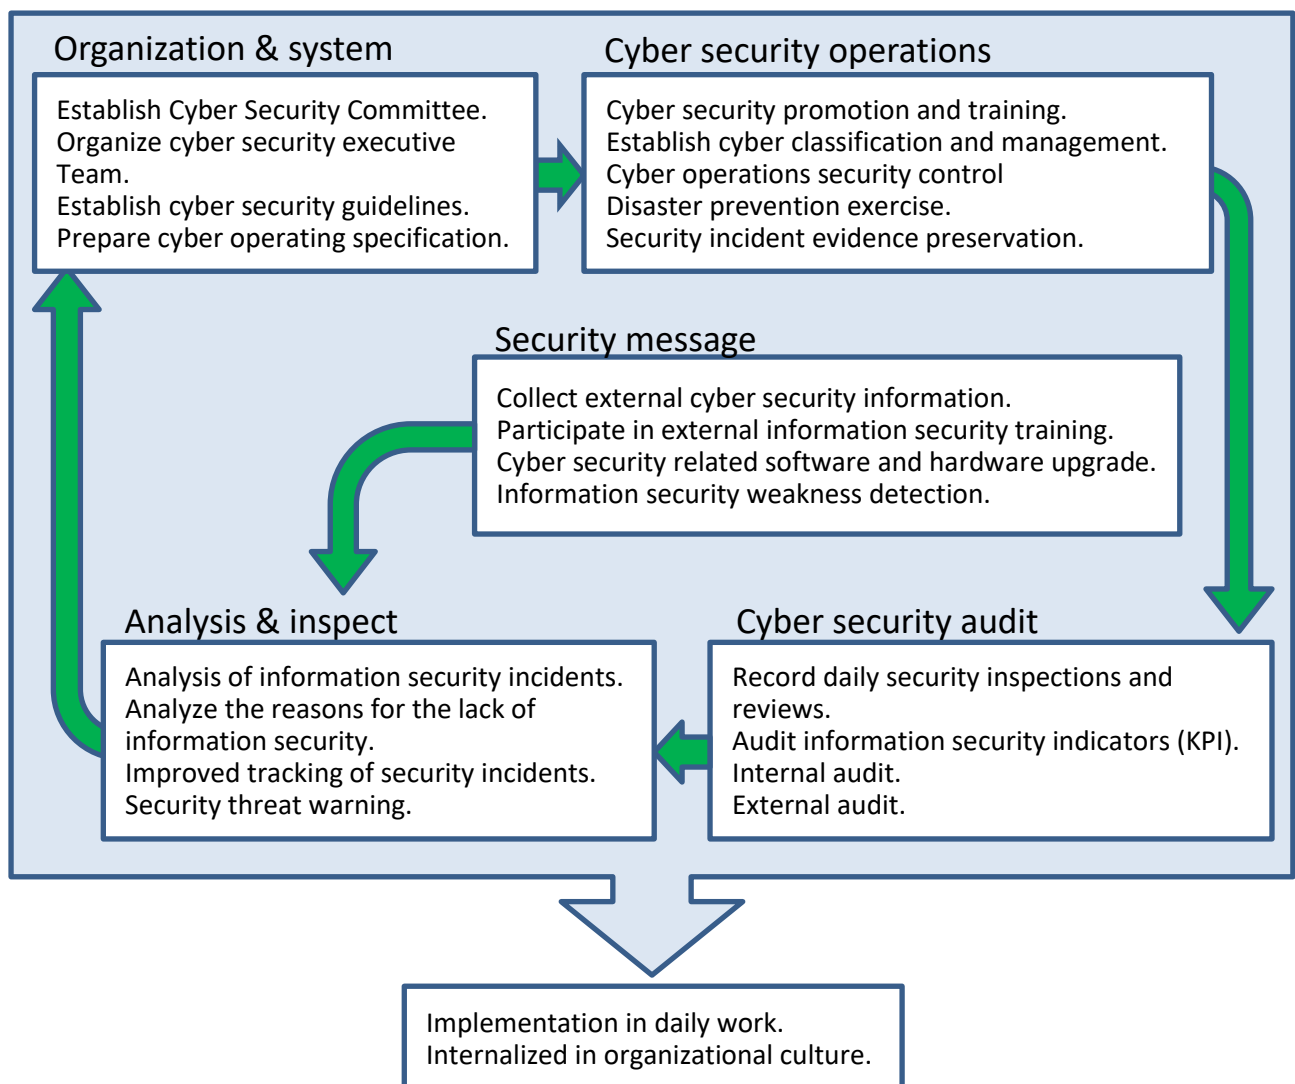 Organization & system
Establish Cyber Security Committee.
Organize cyber security executive
Team.
Establish cyber security guidelines.
Prepare cyber operating specification.
Cyber security operations
Cyber security promotion and training.
Establish cyber classification and management.
Cyber operations security control
Disaster prevention exercise.
Security incident evidence preservation.
Security message
Collect external cyber security information.
Participate in external information security training.
Cyber security related software and hardware upgrade.
Information security weakness detection.
Analysis & inspect
Analysis of information security incidents.
Analyze the reasons for the lack of
information security.
Improved tracking of security incidents.
Security threat warning.
Cyber security audit
Record daily security inspections and
reviews.
Audit information security indicators (KPI).
Internal audit.
External audit.
Implementation in daily work.
Internalized in organizational culture.